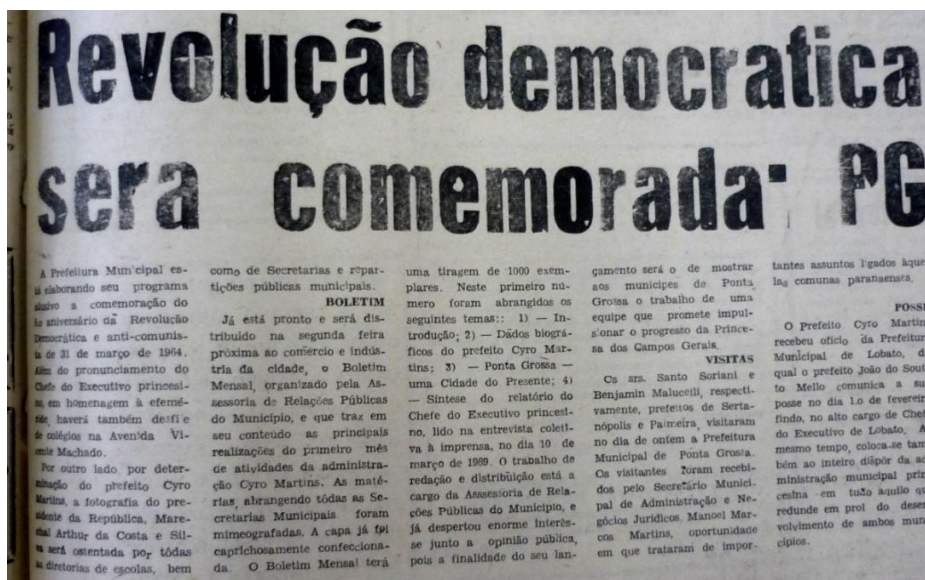 Revolução democratica
sera comemorada PG
A Prefeitura Municipal es-
tá elaborando seu programa
alusivo a comemoração do
aniversário da Revolução
Democrática e anti-comunis-
ta de 31 de março de 1964.
Além do pronunciamento do
Chefe do Executivo princesi-
no, em homenagem à efemé-
ride, haverá também desfile
de colégios na Avenida Vi-
cente Machado.
Por outro lado, por deter-
minação do prefeito Cyro
Martins, a fotografia do pre-
sidente da República, Mare-
chal Arthur da Costa e Sil-
va será ostentada por tôdas
as diretorias de escolas, bem
como de Secretarias e repar-
tições públicas municipais.
BOLETIM
Já está pronto e será dis-
tribuido na segunda feira
próxima ao comercio e indús-
tria da cidade, o Boletim
Mensal, organizado pela As-
sessoria de Relações Públicas
do Município, e que traz em
seu conteúdo as principais
realizações do primeiro mês
de atividades da administra-
ção Cyro Martins. As maté-
rias, abrangendo tôdas as Se-
cretarias Municipais foram
mimeografadas. A capa já foi
caprichosamente confecciona-
da. O Boletim Mensal terá
uma tiragem de 1000 exem-
plares. Neste primeiro nú-
mero foram abrangidos os
seguintes temas:: 1) — In-
trodução; 2) — Dados biográ-
ficos do prefeito Cyro Mar-
tins; 3) — Ponta Grossa —
uma Cidade do Presente; 4)
— Síntese do relatório do
Chefe do Executivo princesi-
no, lido na entrevista coleti-
va à imprensa, no dia 10 de
março de 1969. O trabalho de
redação e distribuição está a
cargo da Asssessoria de Rela-
ções Públicas do Município, e
já despertou enorme interês-
se junto a opinião pública,
pois a finalidade do seu lan-
çamento será o de mostrar
aos municipes de Ponta
Grossa o trabalho de uma
equipe que promete impul-
sionar o progresso da Prince-
sa dos Campos Gerais.
VISITAS
Os srs. Santo Soriani e
Benjamin Malucelli, respecti-
vamente, prefeitos de Serta-
nópolis e Palmeira, visitaram
no dia de ontem a Prefeitura
Municipal de Ponta Grossa.
Os visitantes foram recebi-
dos pelo Secretário Munici-
pal de Administração e Ne-
gócios Jurídicos, Manoel Mar-
cos Martins, oportunidade
em que trataram de impor-
tantes assuntos ligados àque-
las comunas paranaenses.
POSSE
O Prefeito Cyro Martin
recebeu oficio da Prefeitur
Municipal de Lobato, d
qual o prefeito João do Sout
to Mello comunica a su
posse no dia 1.o de fevereir
findo, no alto cargo de Chef
do Executivo de Lobato. A
mesmo tempo, coloca-se tam
bém ao inteiro dispôr da ad
ministração municipal prin
cesina em tudo aquilo qu
redunde em prol do desen
volvimento de ambos mun
cipios.